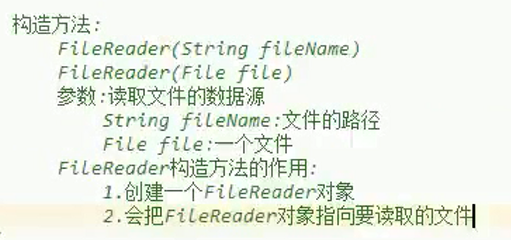 构造方法:
FileReader(String fileName)
FileReader(File file)
参数:读取文件的数据源
String fileName:文件的路径
File file:一个文件
FileReader构造方法的作用:
1.创建一个FileReader对象
2.会把FileReader对象指向要读取的文件